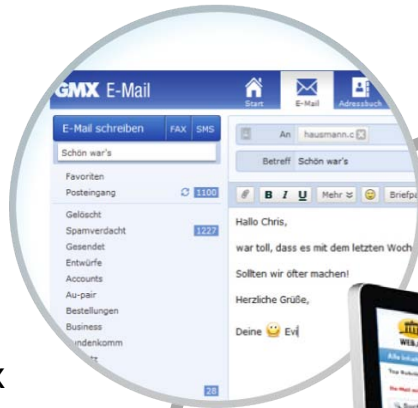 GMX E-Mail
Start
E-Mail
Adressbuch
E-Mail schreiben FAX SMS
Schön war's
Favoriten
Posteingang 1100
Gelöscht
Spamverdacht 1227
Gesendet
Entwürfe
Accounts
Au-pair
Bestellungen
Business
28
An hausmann.c
Betreff Schön war's
B I U Mehr
Hallo Chris,
war toll, dass es mit dem letzten Woch
Sollten wir öfter machen!
Herzliche Grüße,
Deine Evi
WEB.